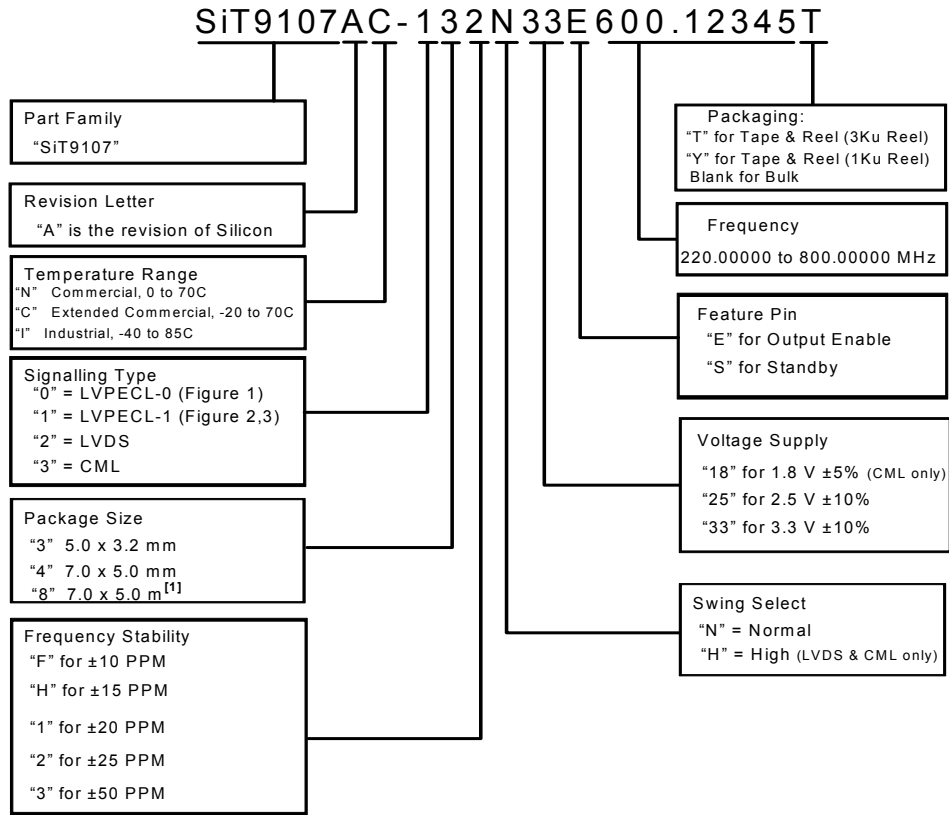 SiT9107AC-132N33E600.12345T
Part Family
“SiT9107”
Revision Letter
“A” is the revision of Silicon
Temperature Range
“N” Commercial, 0 to 70C
“C” Extended Commercial, -20 to 70C
“I” Industrial, -40 to 85C
Signalling Type
“0” = LVPECL-0 (Figure 1)
“1” = LVPECL-1 (Figure 2,3)
“2” = LVDS
“3” = CML
Package Size
“3” 5.0 x 3.2 mm
“4” 7.0 x 5.0 mm
“8” 7.0 x 5.0 m[1]
Frequency Stability
“F” for ±10 PPM
“H” for ±15 PPM
“1” for ±20 PPM
“2” for ±25 PPM
“3” for ±50 PPM
Packaging:
“T” for Tape & Reel (3Ku Reel)
“Y” for Tape & Reel (1Ku Reel)
Blank for Bulk
Frequency
220.00000 to 800.00000 MHz
Feature Pin
“E” for Output Enable
“S” for Standby
Voltage Supply
“18” for 1.8 V ±5% (CML only)
“25” for 2.5 V ±10%
“33” for 3.3 V ±10%
Swing Select
“N” = Normal
“H” = High (LVDS & CML only)